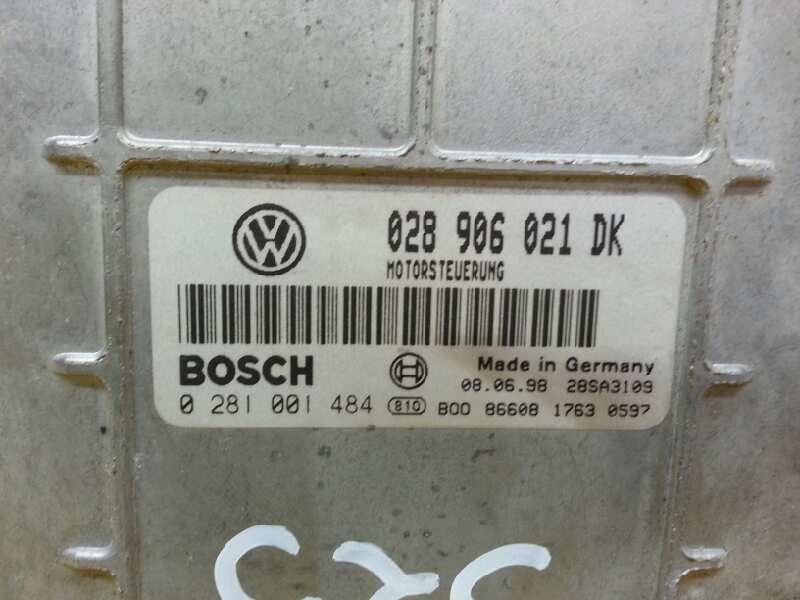 028 906 021 DK
MOTORSTEUERUNG
BOSCH
Made in Germany
08.06.98 28SA3109
0 281 001 484 810 B00 86608 1763 0597